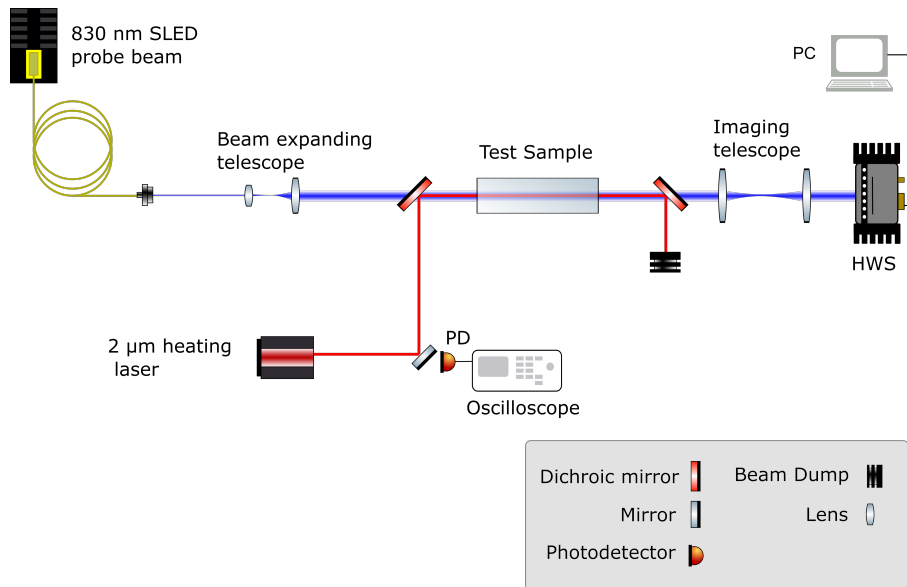 830 nm SLED
probe beam
PC
Beam expanding
telescope
Test Sample
Imaging
telescope
HWS
2 µm heating
laser
PD
Oscilloscope
Dichroic mirror
Beam Dump
Mirror
Lens
Photodetector